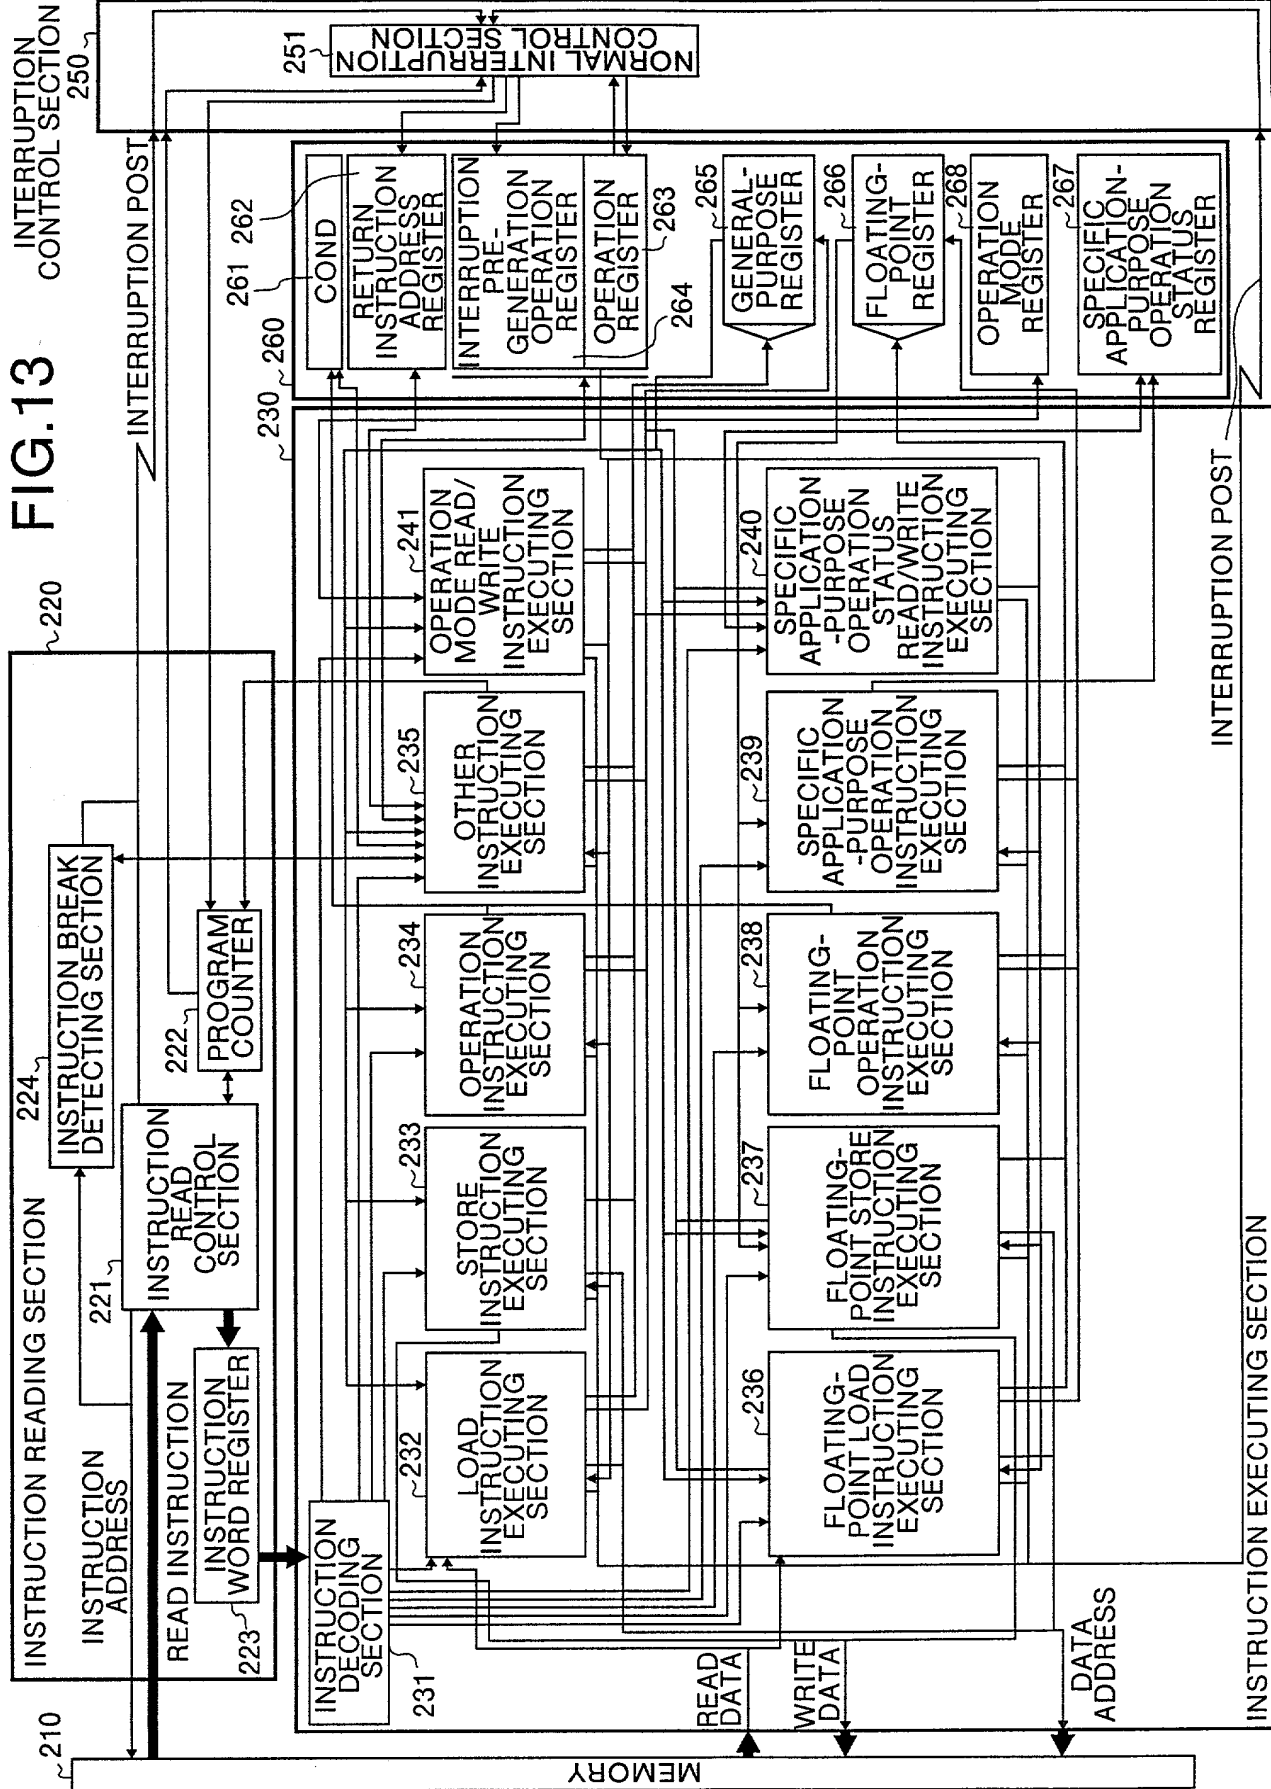 FIG.13
INTERRUPTION
CONTROL SECTION
250
251
NORMAL INTERRUPTION
CONTROL SECTION
INTERRUPTION POST
220
INSTRUCTION READING SECTION
224
INSTRUCTION BREAK
DETECTING SECTION
221
INSTRUCTION
READ
CONTROL
SECTION
222
PROGRAM
COUNTER
INSTRUCTION
ADDRESS
READ INSTRUCTION
INSTRUCTION
WORD REGISTER
223
210
MEMORY
230
INSTRUCTION
DECODING
SECTION
231
232
LOAD
INSTRUCTION
EXECUTING
SECTION
233
STORE
INSTRUCTION
EXECUTING
SECTION
234
OPERATION
INSTRUCTION
EXECUTING
SECTION
235
OTHER
INSTRUCTION
EXECUTING
SECTION
241
OPERATION
MODE READ/
WRITE
INSTRUCTION
EXECUTING
SECTION
236
FLOATING-
POINT LOAD
INSTRUCTION
EXECUTING
SECTION
237
FLOATING-
POINT STORE
INSTRUCTION
EXECUTING
SECTION
238
FLOATING-
POINT
OPERATION
INSTRUCTION
EXECUTING
SECTION
239
SPECIFIC
APPLICATION
-PURPOSE
OPERATION
INSTRUCTION
EXECUTING
SECTION
240
SPECIFIC
APPLICATION
-PURPOSE
OPERATION
STATUS
READ/WRITE
INSTRUCTION
EXECUTING
SECTION
260
261
262
COND
RETURN
INSTRUCTION
ADDRESS
REGISTER
INTERRUPTION
PRE-
GENERATION
OPERATION
REGISTER
OPERATION
REGISTER
263
264
265
GENERAL-
PURPOSE
REGISTER
266
FLOATING-
POINT
REGISTER
268
OPERATION
MODE
REGISTER
267
SPECIFIC
APPLICATION-
PURPOSE
OPERATION
STATUS
REGISTER
READ
DATA
WRITE
DATA
DATA
ADDRESS
INTERRUPTION POST
INSTRUCTION EXECUTING SECTION